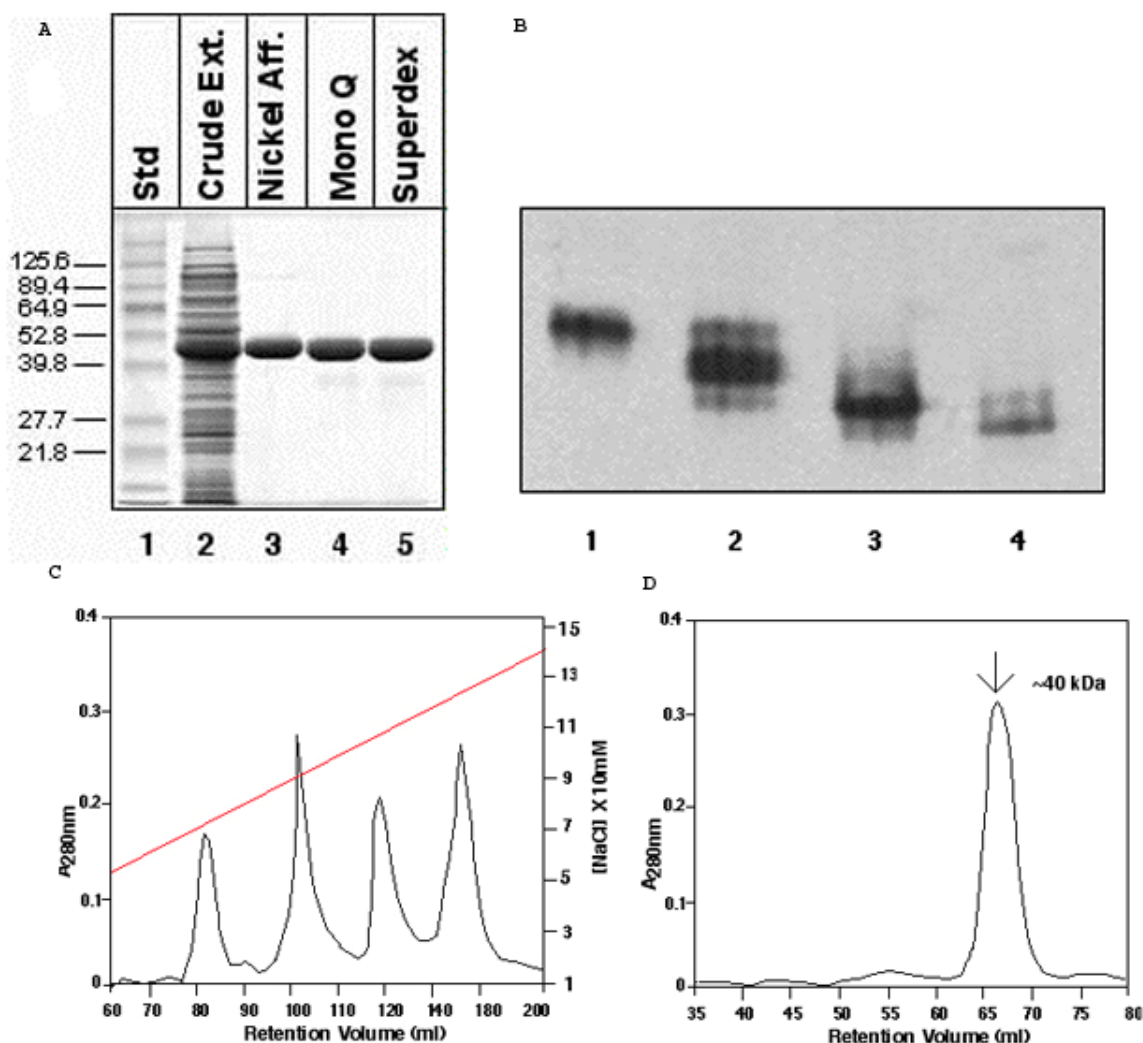 A
B
Std
Crude Ext.
Nickel Aff.
Mono Q
Superdex
125.6
89.4
64.9
52.8
39.8
27.7
21.8
1 2 3 4 5
1 2 3 4
C
D
0.4
0.3
0.2
0.1
0
A280nm
15
13
11
9
7
5
3
1
[NaCl] X 10mM
60 70 80 90 100 110 120 140 180 200
Retention Volume (ml)
0.4
0.3
0.2
0.1
0
A280nm
~40 kDa
35 40 45 50 55 60 65 70 75 80
Retention Volume (ml)